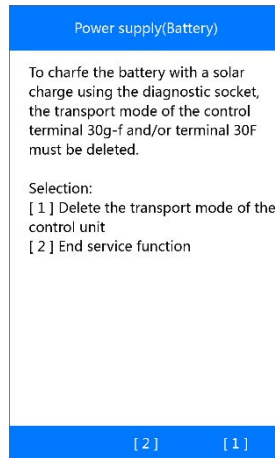 Power supply(Battery)
To charfe the battery with a solar
charge using the diagnostic socket,
the transport mode of the control
terminal 30g-f and/or terminal 30F
must be deleted.
Selection:
[ 1 ] Delete the transport mode of the
control unit
[ 2 ] End service function
[ 2 ] [ 1 ]